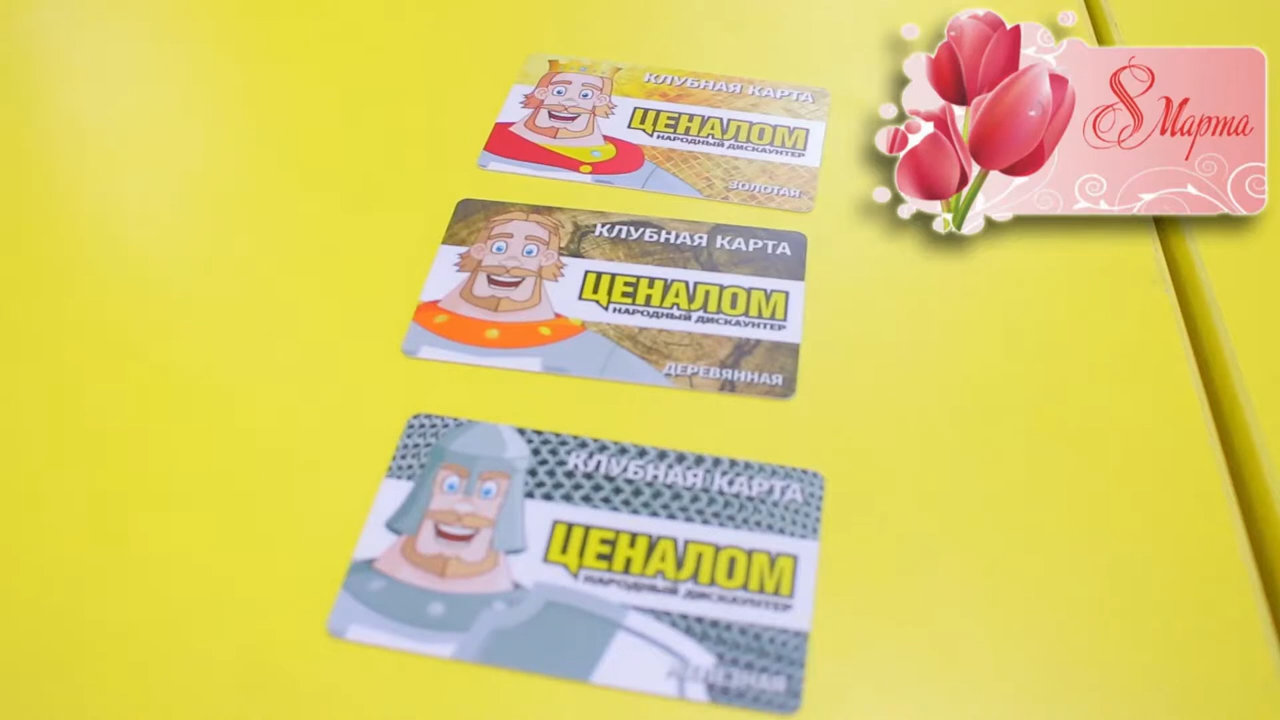 КЛУБНАЯ КАРТА
ЦЕНАЛОМ
НАРОДНЫЙ ДИСКАУНТЕР
ЗОЛОТАЯ
8 Марта
КЛУБНАЯ КАРТА
ЦЕНАЛОМ
НАРОДНЫЙ ДИСКАУНТЕР
ДЕРЕВЯННАЯ
КЛУБНАЯ КАРТА
ЦЕНАЛОМ
НАРОДНЫЙ ДИСКАУНТЕР
ЖЕЛЕЗНАЯ